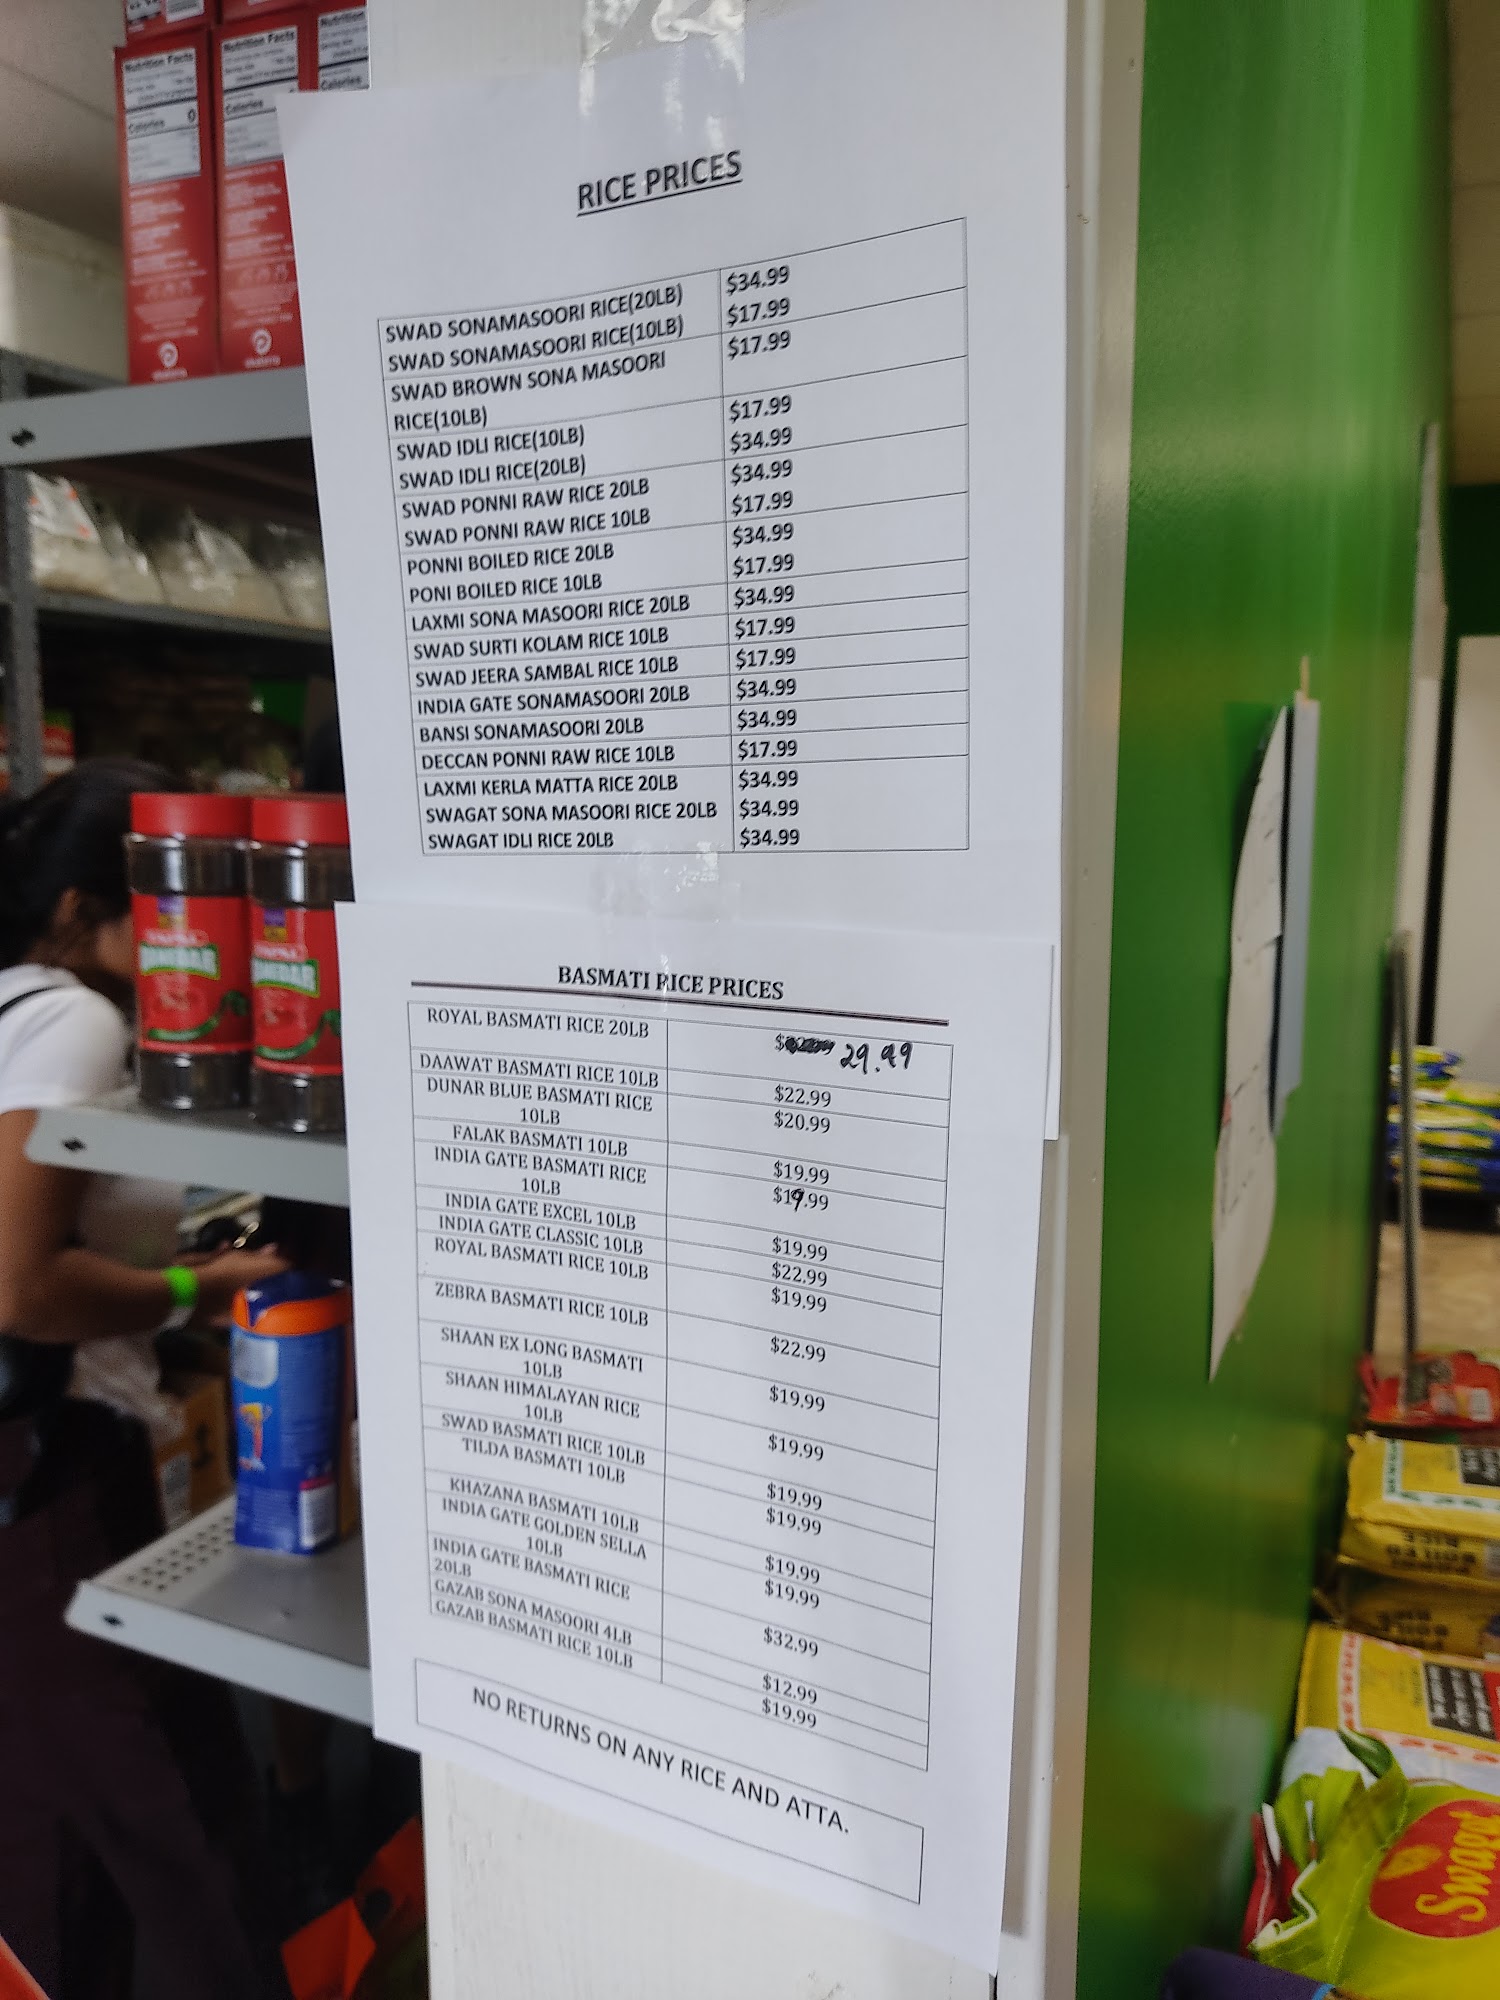 Nutrition Facts
Calories 0
Nutrition Facts
Calories
Nutrition
Calories
RICE PRICES
SWAD SONAMASOORI RICE(20LB) $34.99
SWAD SONAMASOORI RICE(10LB) $17.99
SWAD BROWN SONA MASOORI $17.99
RICE(10LB)
SWAD IDLI RICE(10LB) $17.99
SWAD IDLI RICE(20LB) $34.99
SWAD PONNI RAW RICE 20LB $34.99
SWAD PONNI RAW RICE 10LB $17.99
PONNI BOILED RICE 20LB $34.99
PONI BOILED RICE 10LB $17.99
LAXMI SONA MASOORI RICE 20LB $34.99
SWAD SURTI KOLAM RICE 10LB $17.99
SWAD JEERA SAMBAL RICE 10LB $17.99
INDIA GATE SONAMASOORI 20LB $34.99
BANSI SONAMASOORI 20LB $34.99
DECCAN PONNI RAW RICE 10LB $17.99
LAXMI KERLA MATTA RICE 20LB $34.99
SWAGAT SONA MASOORI RICE 20LB $34.99
SWAGAT IDLI RICE 20LB $34.99
BASMATI RICE PRICES
ROYAL BASMATI RICE 20LB $ 29.99
DAAWAT BASMATI RICE 10LB $22.99
DUNAR BLUE BASMATI RICE $20.99
10LB
FALAK BASMATI 10LB $19.99
INDIA GATE BASMATI RICE $19.99
10LB
INDIA GATE EXCEL 10LB $19.99
INDIA GATE CLASSIC 10LB $22.99
ROYAL BASMATI RICE 10LB $19.99
ZEBRA BASMATI RICE 10LB $22.99
SHAAN EX LONG BASMATI $19.99
10LB
SHAAN HIMALAYAN RICE $19.99
10LB
SWAD BASMATI RICE 10LB $19.99
TILDA BASMATI 10LB $19.99
KHAZANA BASMATI 10LB $19.99
INDIA GATE GOLDEN SELLA $19.99
10LB
INDIA GATE BASMATI RICE $32.99
20LB
GAZAB SONA MASOORI 4LB $12.99
GAZAB BASMATI RICE 10LB $19.99
NO RETURNS ON ANY RICE AND ATTA.